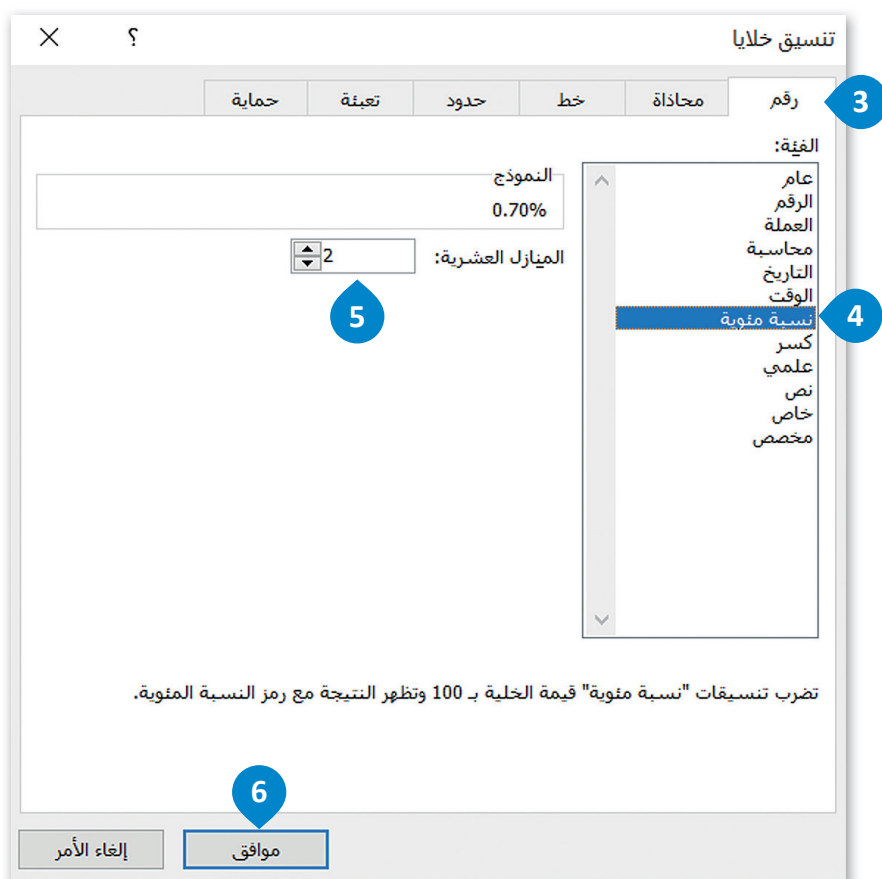 تنسيق خلايا ؟
رقم محاذاة خط حدود تعبئة حماية
3
الفئة:
عام
الرقم
العملة
محاسبة
التاريخ
الوقت
نسبة مئوية
كسر
علمي
نص
خاص
مخصص
4
النموذج
0.70%
المنازل العشرية: 2
5
تضرب تنسيقات "نسبة مئوية" قيمة الخلية بـ 100 وتظهر النتيجة مع رمز النسبة المئوية.
6
موافق إلغاء الأمر